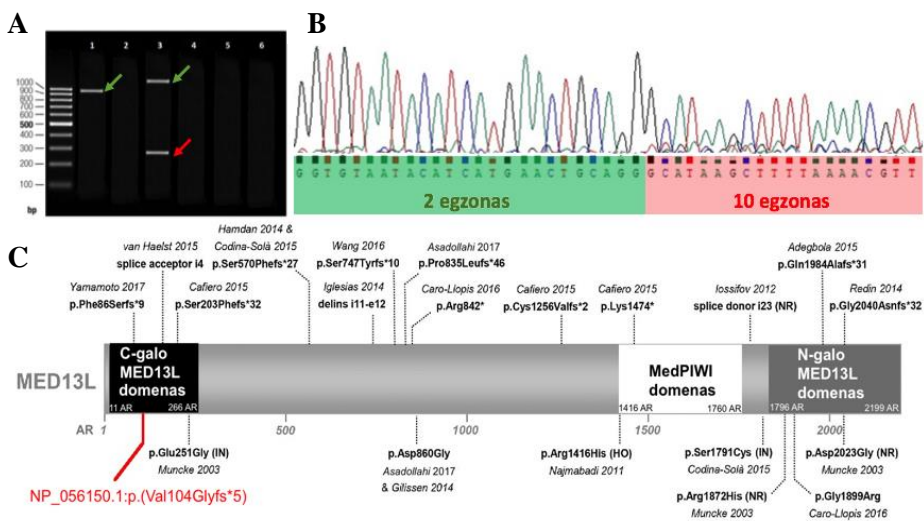 A
1 2 3 4 5 6
1000
900
800
700
600
500
400
300
200
100
bp
B
GGTGTAATACATCATGAACTGCAGGGCATAAGCTTTTAAAACGTT
2 egzonas
10 egzonas
C
Hamdan 2014 &
van Haelst 2015
Codina-Solà 2015
Wang 2016
Asadollahi 2017
Adegbola 2015
splice acceptor I4
p.Ser570Phefs*27
p.Ser747Tyrfs*10
p.Pro835Leufs*46
p.Gln1984Alafs*31
Yamamoto 2017
Cafiero 2015
Iglesias 2014
Caro-Llopis 2016
Cafiero 2015
Cafiero 2015
Iossifov 2012
Redin 2014
p.Phe86Serfs*9
p.Ser203Phefs*32
delins i11-e12
p.Arg842*
p.Cys1256Valfs*2
p.Lys1474*
splice donor i23 (NR)
p.Gly2040Asnfs*32
MED13L
C-galo
MED13L
domenas
11 AR 266 AR
MedPIWI
domenas
1416 AR 1760 AR
N-galo
MED13L
domenas
1796 AR 2199 AR
AR 1 500 1000 1500 2000
p.Glu251Gly (IN)
Muncke 2003
p.Asp860Gly
Asadollahi 2017
& Gilissen 2014
p.Arg1416His (HO)
Najmabadi 2011
p.Ser1791Cys (IN)
Codina-Solà 2015
p.Asp2023Gly (NR)
Muncke 2003
p.Arg1872His (NR)
Muncke 2003
p.Gly1899Arg
Caro-Llopis 2016
NP_056150.1:p.(Val104Glyfs*5)